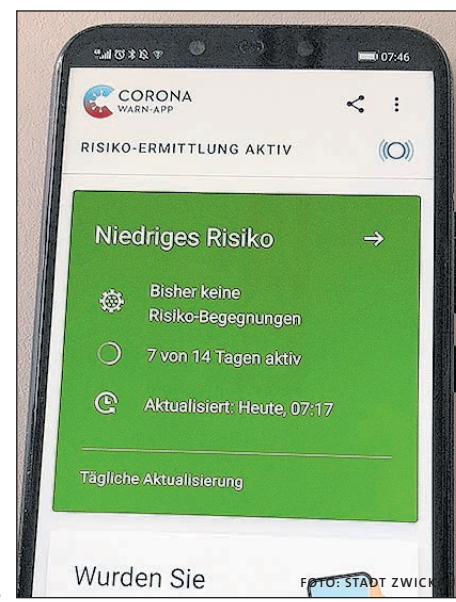 07:46
CORONA
WARN-APP
RISIKO-ERMITTLUNG AKTIV
Niedriges Risiko
Bisher keine
Risiko-Begegnungen
7 von 14 Tagen aktiv
Aktualisiert: Heute, 07:17
Tägliche Aktualisierung
Wurden Sie
FOTO: STADT ZWICK